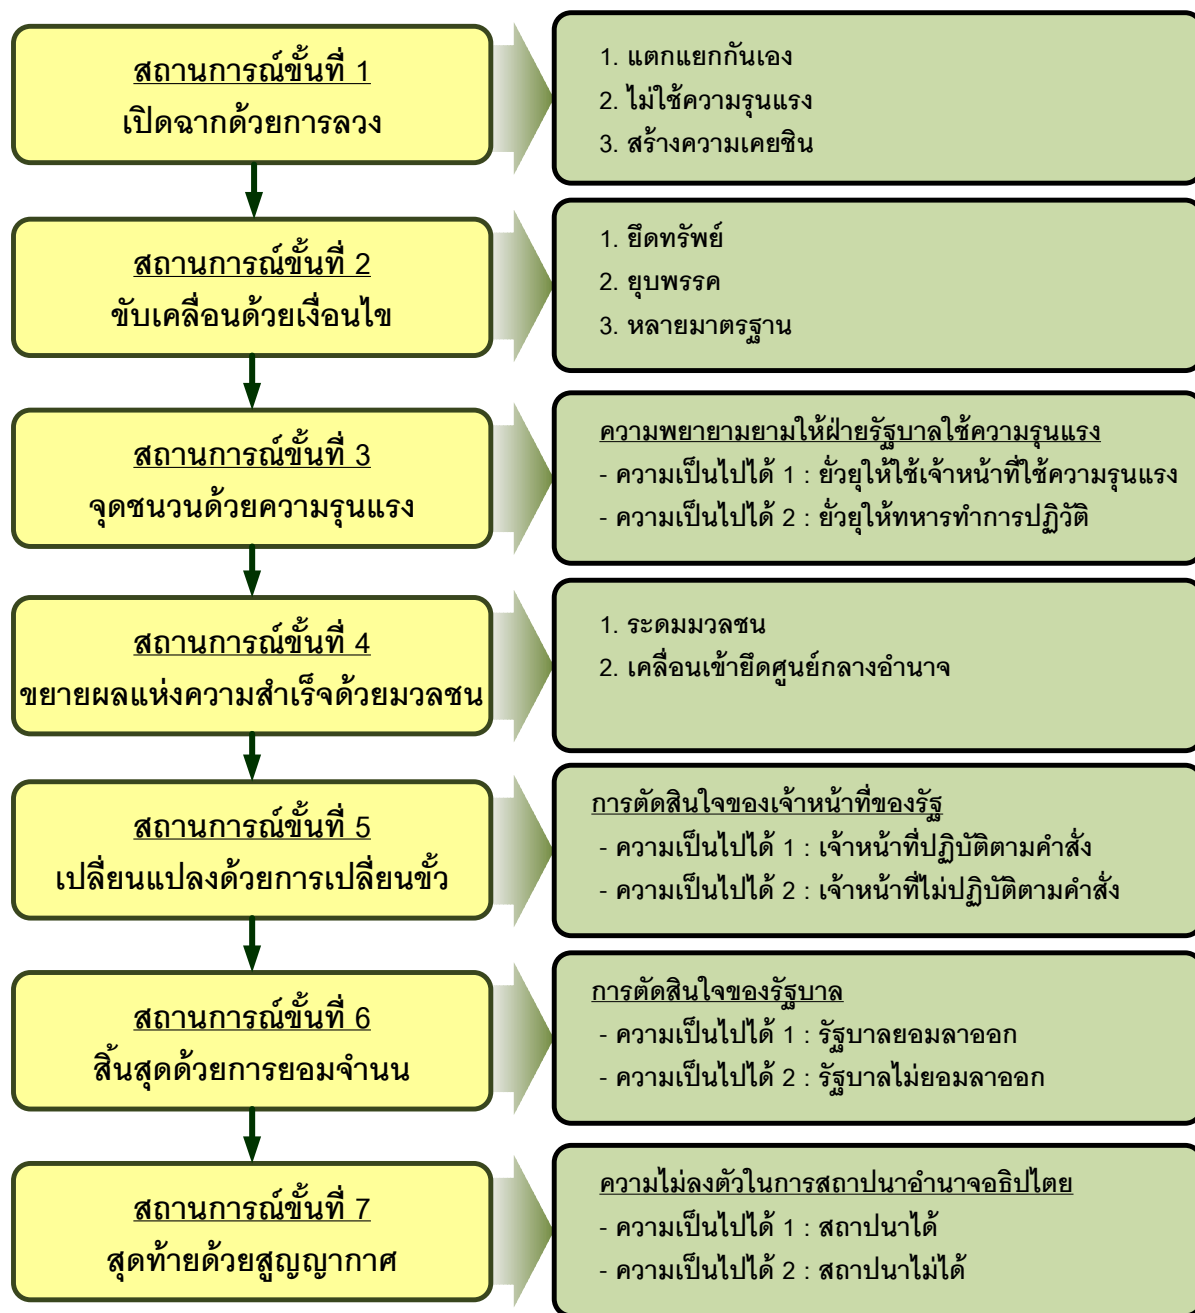 สถานการณ์ขั้นที่ 1
เปิดฉากด้วยการลวง
1. แตกแยกกันเอง
2. ไม่ใช้ความรุนแรง
3. สร้างความเคยชิน
สถานการณ์ขั้นที่ 2
ขับเคลื่อนด้วยเงื่อนไข
1. ยึดทรัพย์
2. ยุบพรรค
3. หลายมาตรฐาน
สถานการณ์ขั้นที่ 3
จุดชนวนด้วยความรุนแรง
ความพยายามยามให้ฝ่ายรัฐบาลใช้ความรุนแรง
- ความเป็นไปได้ 1 : ยั่วยุให้ใช้เจ้าหน้าที่ใช้ความรุนแรง
- ความเป็นไปได้ 2 : ยั่วยุให้ทหารทำการปฏิวัติ
สถานการณ์ขั้นที่ 4
ขยายผลแห่งความสำเร็จด้วยมวลชน
1. ระดมมวลชน
2. เคลื่อนเข้ายึดศูนย์กลางอำนาจ
สถานการณ์ขั้นที่ 5
เปลี่ยนแปลงด้วยการเปลี่ยนขั้ว
การตัดสินใจของเจ้าหน้าที่ของรัฐ
- ความเป็นไปได้ 1 : เจ้าหน้าที่ปฏิบัติตามคำสั่ง
- ความเป็นไปได้ 2 : เจ้าหน้าที่ไม่ปฏิบัติตามคำสั่ง
สถานการณ์ขั้นที่ 6
สิ้นสุดด้วยการยอมจำนน
การตัดสินใจของรัฐบาล
- ความเป็นไปได้ 1 : รัฐบาลยอมลาออก
- ความเป็นไปได้ 2 : รัฐบาลไม่ยอมลาออก
สถานการณ์ขั้นที่ 7
สุดท้ายด้วยสูญญากาศ
ความไม่ลงตัวในการสถาปนาอำนาจอธิปไตย
- ความเป็นไปได้ 1 : สถาปนาได้
- ความเป็นไปได้ 2 : สถาปนาไม่ได้